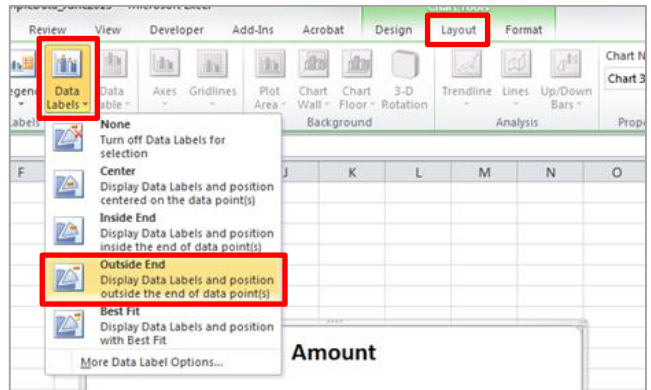 Microsoft Excel
Review View Developer Add-Ins Acrobat Design Layout Format
Data Labels
Data
Axes Gridlines
Plot Area
Chart Wall
Chart Floor
3-D Rotation
Trendline Lines Up/Down Bars
Chart N
Chart 3
Background Analysis
None
Turn off Data Labels for
selection
Center
Display Data Labels and position
centered on the data point(s)
Inside End
Display Data Labels and position
inside the end of data point(s)
Outside End
Display Data Labels and position
outside the end of data point(s)
Best Fit
Display Data Labels and position
with Best Fit
More Data Label Options...
F J K L M N O
Amount